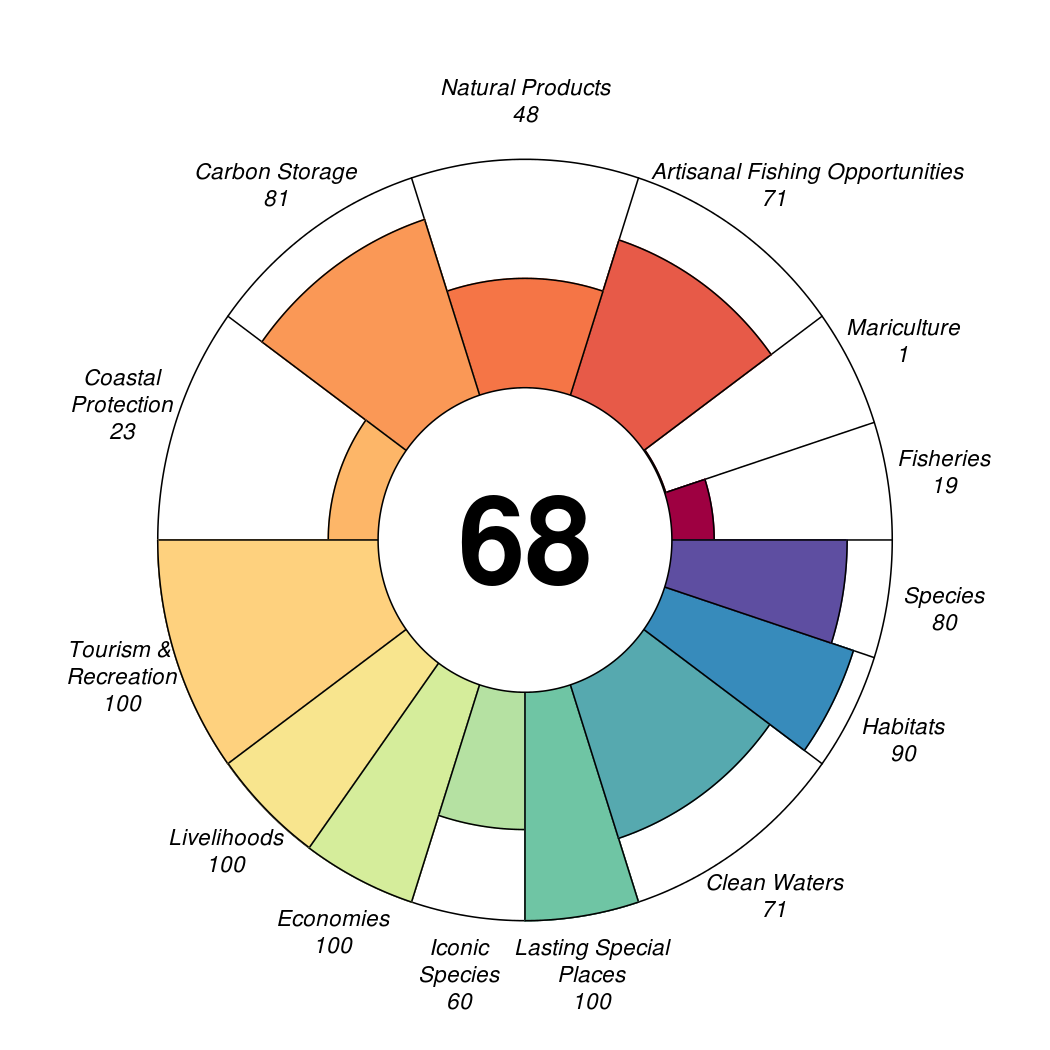 Natural Products
48
Carbon Storage
81
Artisanal Fishing Opportunities
71
Mariculture
1
Coastal
Protection
23
Fisheries
19
68
Species
80
Tourism &
Recreation
100
Habitats
90
Livelihoods
100
Clean Waters
71
Economies
100
Iconic
Species
60
Lasting Special
Places
100